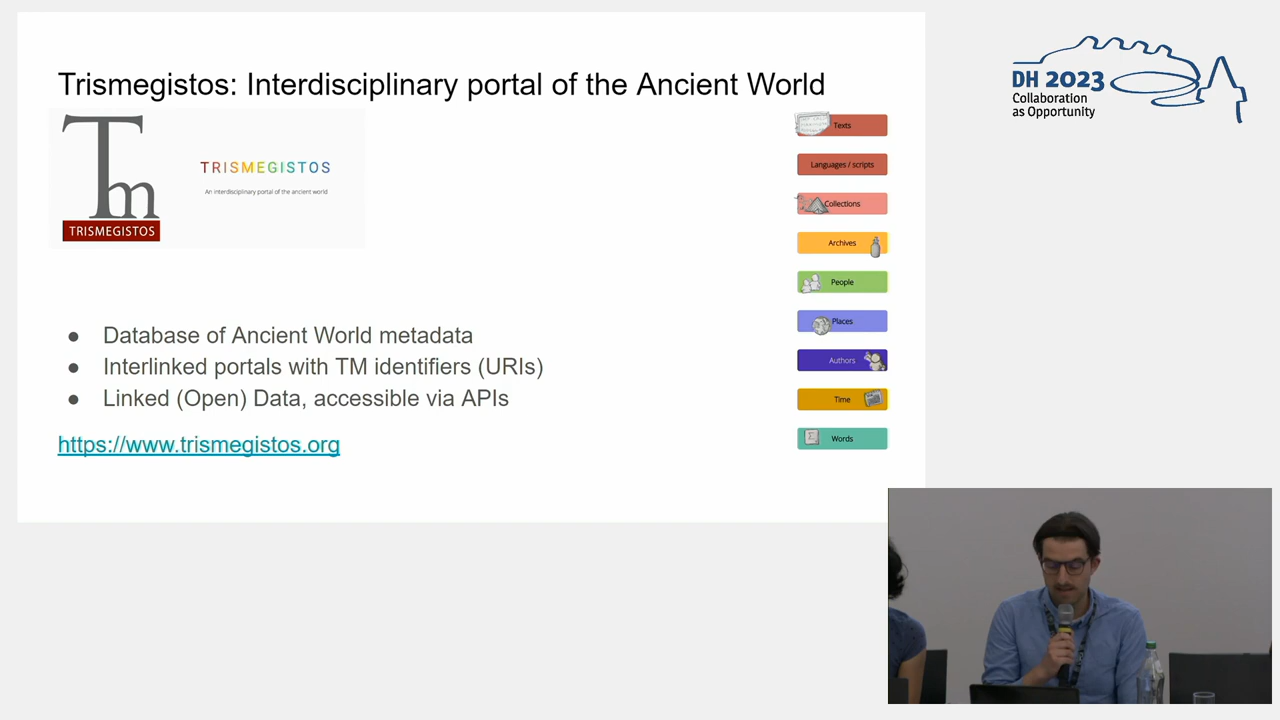 Trismegistos: Interdisciplinary portal of the Ancient World
Tm
TRISMEGISTOS
TRISMEGISTOS
An interdisciplinary portal of the ancient world
Database of Ancient World metadata
Interlinked portals with TM identifiers (URIs)
Linked (Open) Data, accessible via APIs
https://www.trismegistos.org
Texts
Languages / scripts
Collections
Archives
People
Places
Authors
Time
Words
DH 2023
Collaboration
as Opportunity